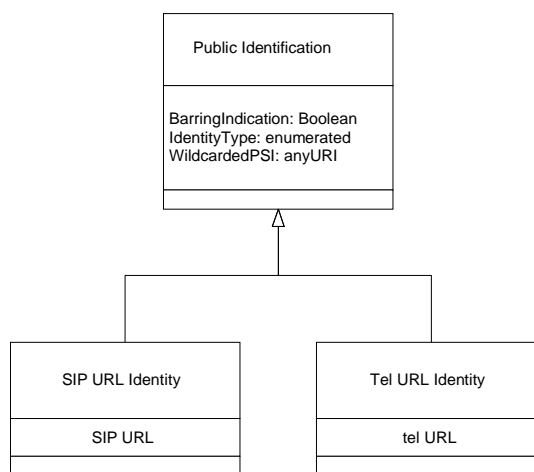 Public Identification
BarringIndication: Boolean
IdentityType: enumerated
WildcardedPSI: anyURI
SIP URL Identity
SIP URL
Tel URL Identity
tel URL